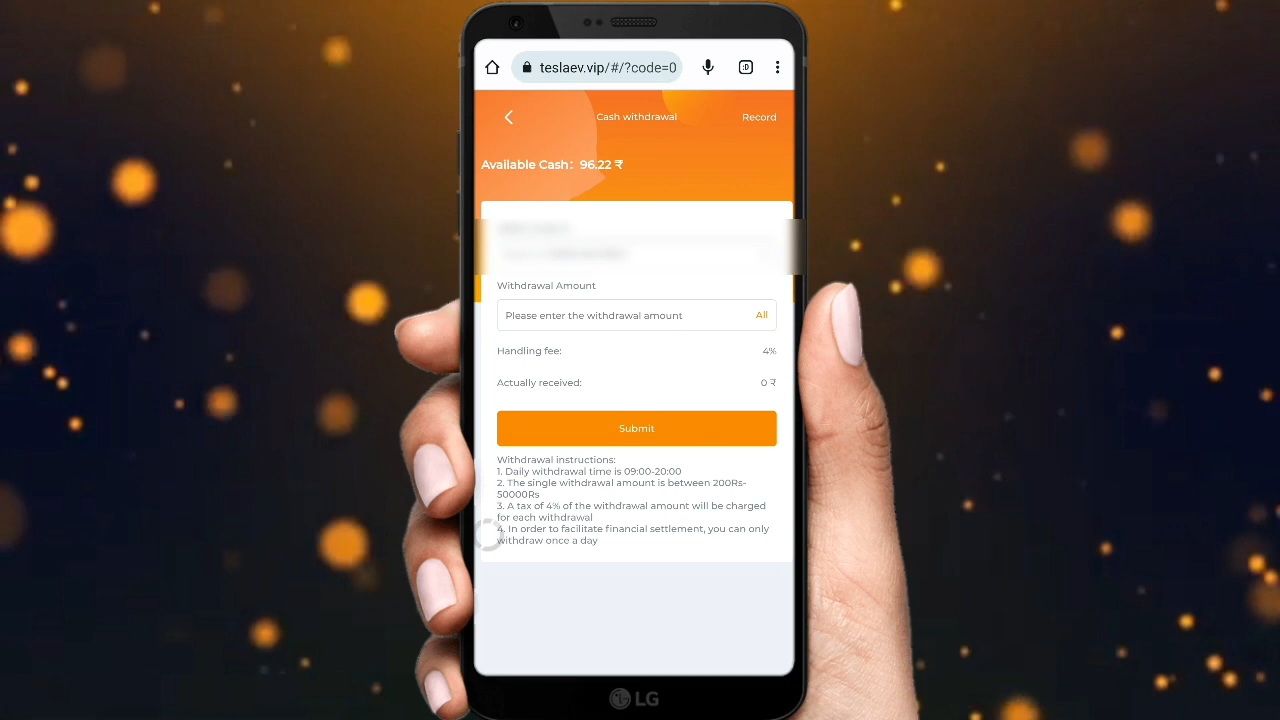 teslaev.vip/#/?code=0
:D
Cash withdrawal
Record
Available Cash: 96.22 ₹
Withdrawal Amount
Please enter the withdrawal amount
All
Handling fee:
4%
Actually received:
0 ₹
Submit
Withdrawal instructions:
1. Daily withdrawal time is 09:00-20:00
2. The single withdrawal amount is between 200Rs-
50000Rs
3. A tax of 4% of the withdrawal amount will be charged
for each withdrawal
4. In order to facilitate financial settlement, you can only
withdraw once a day
LG